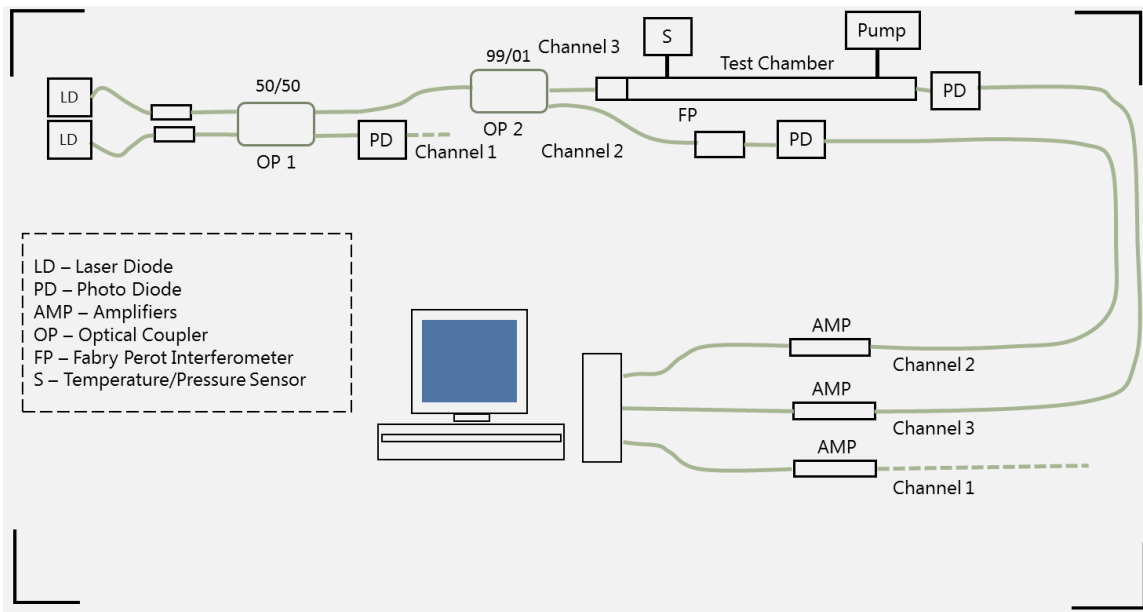 S
Pump
Channel 3
99/01
Test Chamber
50/50
LD
PD
FP
LD
PD
PD
OP 1
Channel 1
OP 2
Channel 2
LD – Laser Diode
PD – Photo Diode
AMP – Amplifiers
OP – Optical Coupler
FP – Fabry Perot Interferometer
S – Temperature/Pressure Sensor
AMP
Channel 2
AMP
Channel 3
AMP
Channel 1